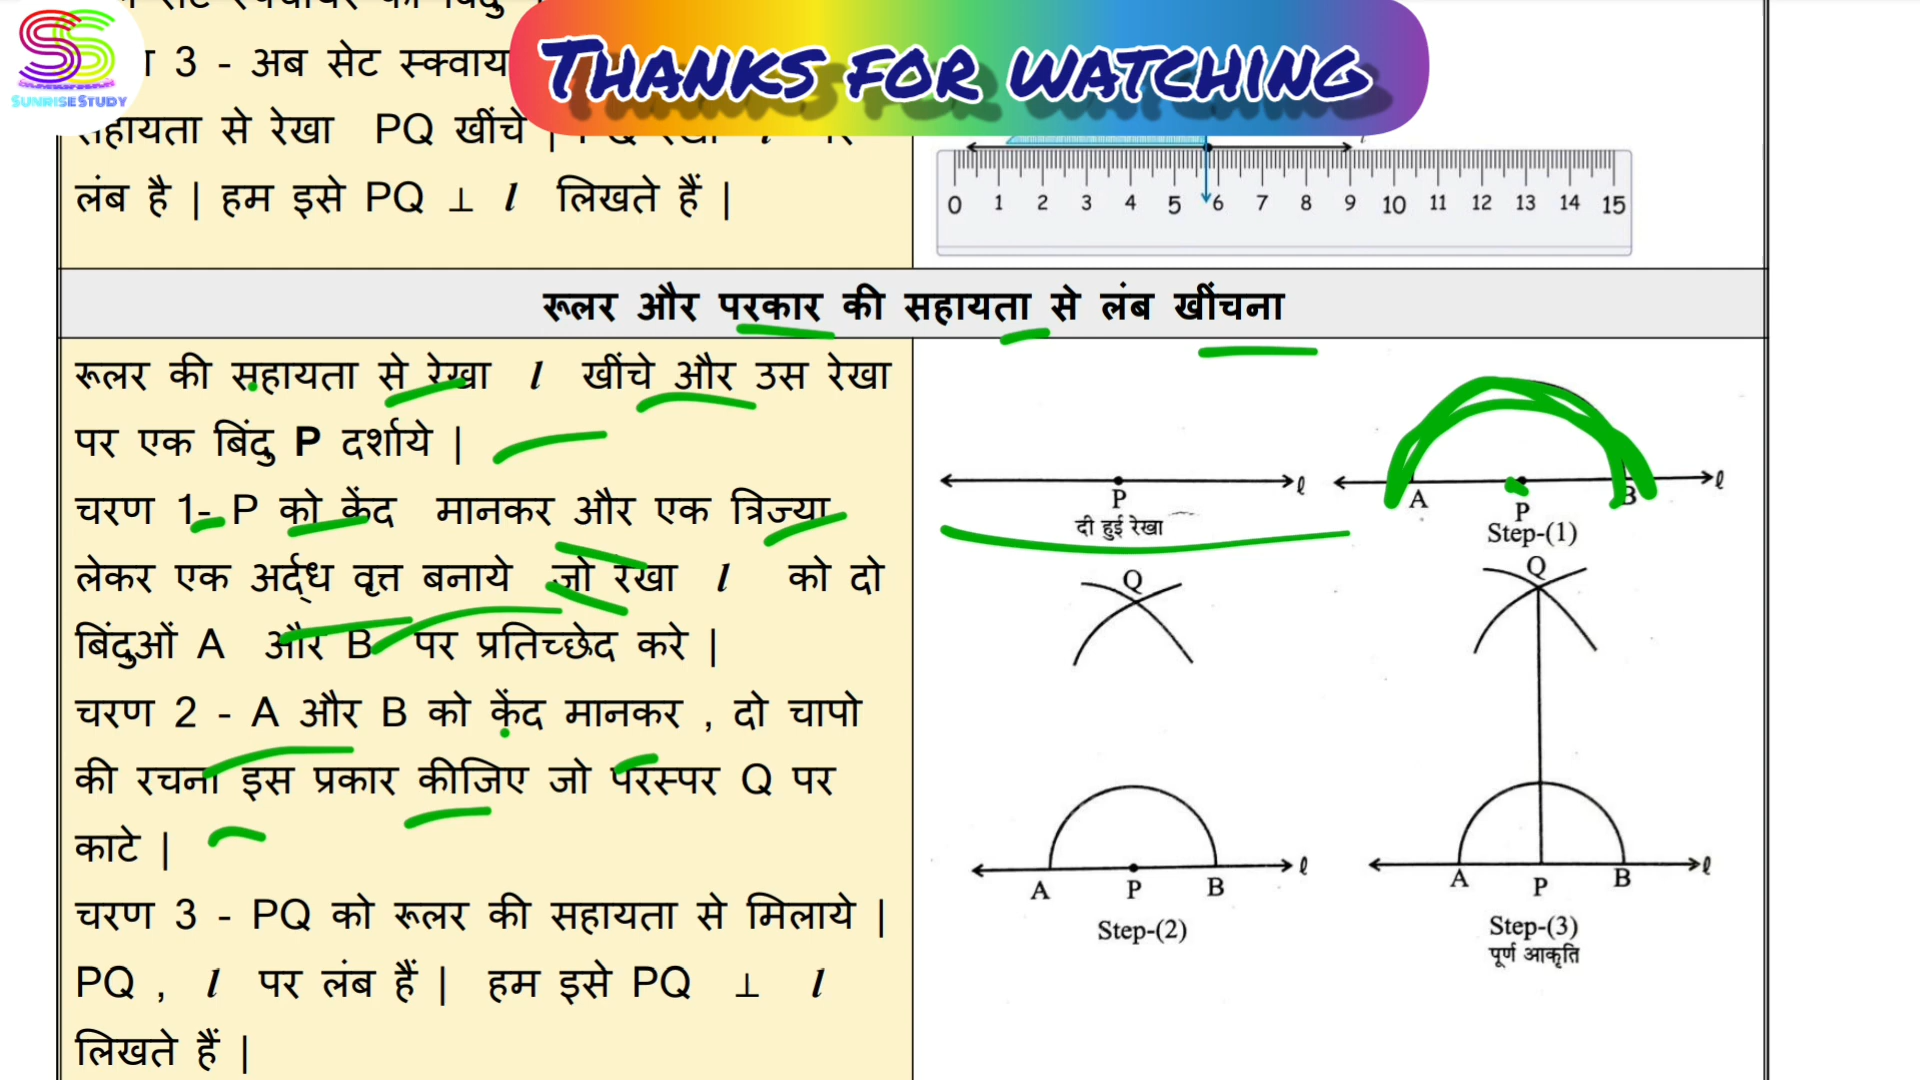 THANKS FOR WATCHING
SUNRISESTUDY
3 - अब सेट स्क्वाय
सहायता से रेखा PQ खींचे |
लंब है | हम इसे PQ ⊥ l लिखते हैं |
0 1 2 3 4 5 6 7 8 9 10 11 12 13 14 15
रूलर और परकार की सहायता से लंब खींचना
रूलर की सहायता से रेखा l खींचे और उस रेखा
पर एक बिंदु P दर्शाये |
चरण 1- P को केंद मानकर और एक त्रिज्या
लेकर एक अर्द्ध वृत्त बनाये जो रेखा l को दो
बिंदुओं A और B पर प्रतिच्छेद करे |
चरण 2 - A और B को केंद मानकर , दो चापो
की रचना इस प्रकार कीजिए जो परस्पर Q पर
काटे |
चरण 3 - PQ को रूलर की सहायता से मिलाये |
PQ , l पर लंब हैं | हम इसे PQ ⊥ l
लिखते हैं |
P l
दी हुई रेखा
A P B l
Step-(1)
Q
A P B l
Step-(2)
Q
A P B l
Step-(3)
पूर्ण आकृति